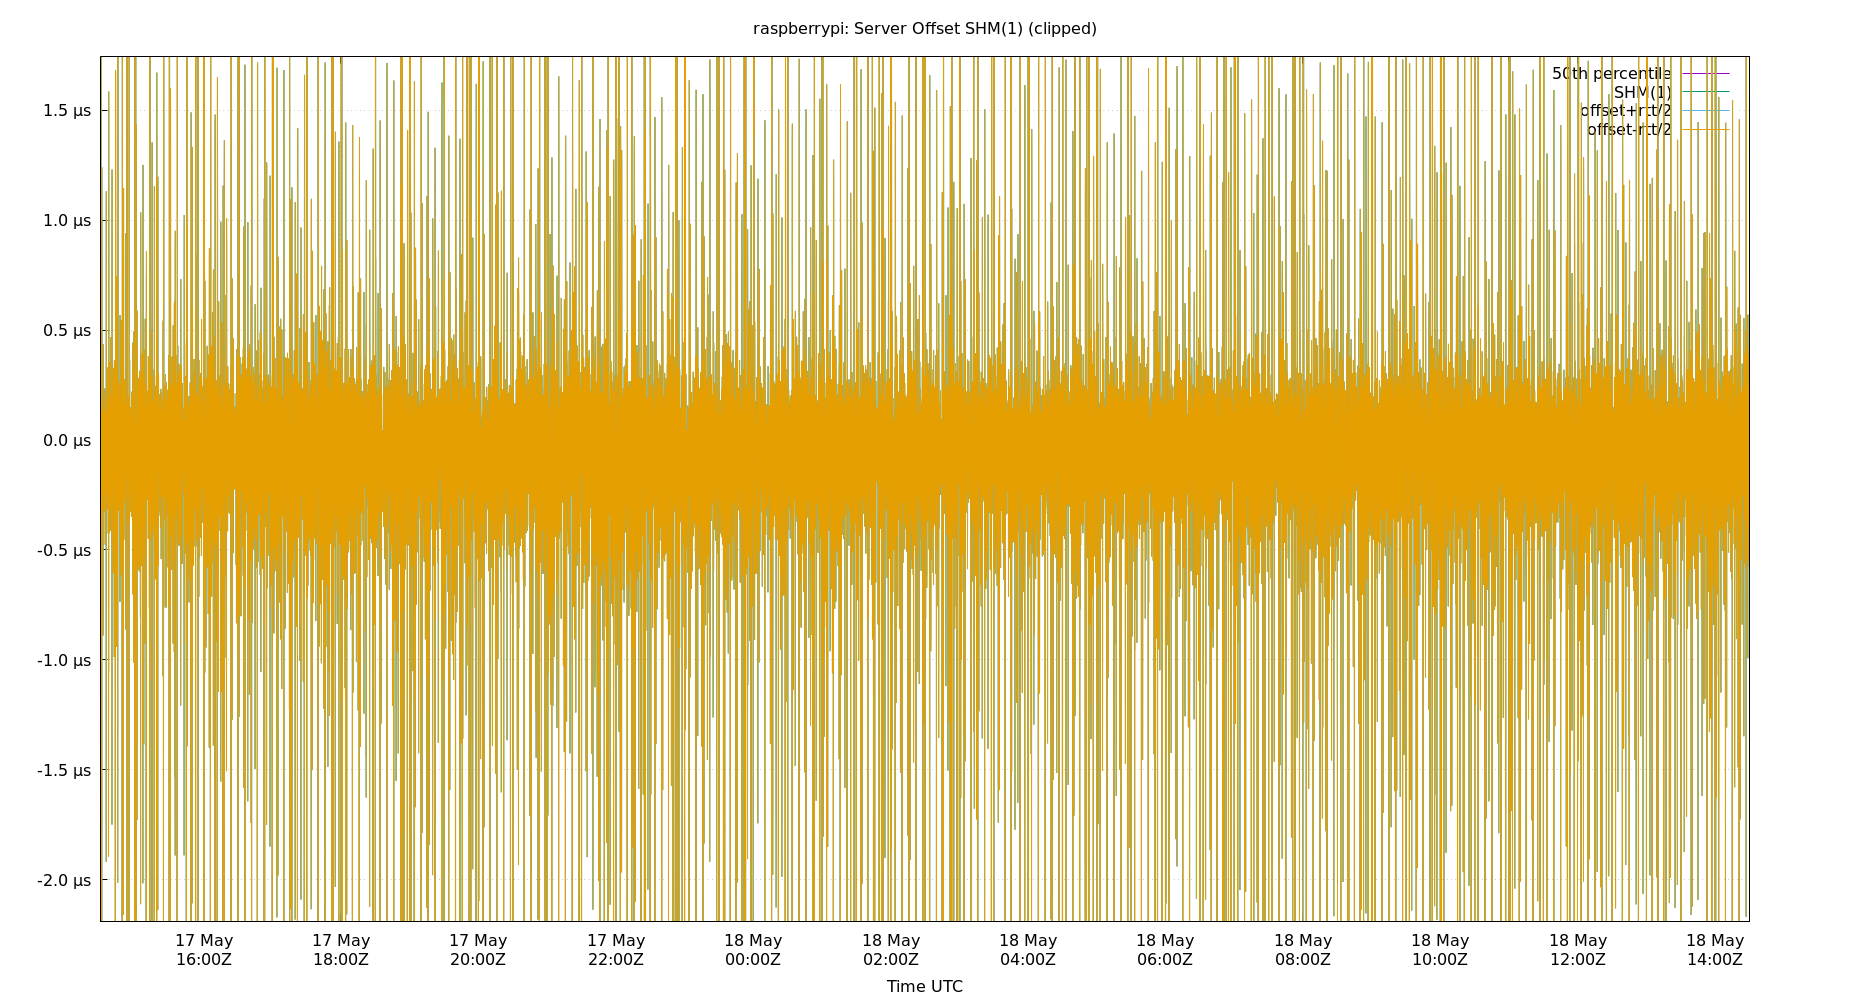 raspberrypi: Server Offset SHM(1) (clipped)
50th percentile
SHM(1)
offset+rtt/2
offset-rtt/2
1.5 µs
1.0 µs
0.5 µs
0.0 µs
-0.5 µs
-1.0 µs
-1.5 µs
-2.0 µs
17 May 17 May 17 May 17 May 18 May 18 May 18 May 18 May 18 May 18 May 18 May 18 May
16:00Z 18:00Z 20:00Z 22:00Z 00:00Z 02:00Z 04:00Z 06:00Z 08:00Z 10:00Z 12:00Z 14:00Z
Time UTC